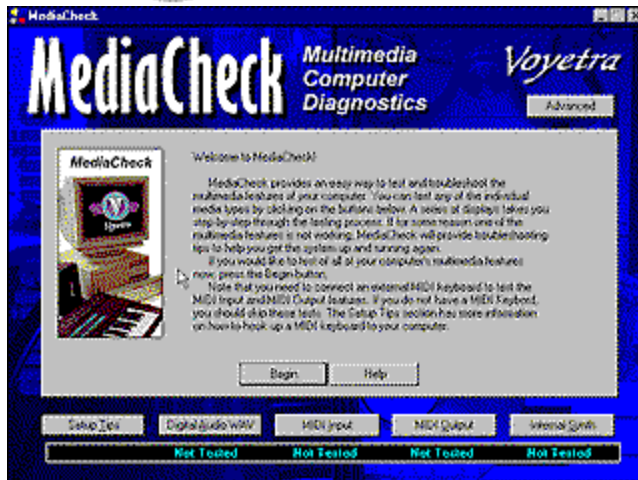 MediaCheck
MediaCheck
Multimedia
Computer
Diagnostics
Voyetra
Advanced
MediaCheck
Voyetra
Welcome to MediaCheck!
MediaCheck provides an easy way to test and troubleshoot the
multimedia features of your computer. You can test any of the individual
media types by clicking on the buttons below. A series of displays takes you
step-by-step through the testing process. If for some reason one of the
multimedia features is not working, MediaCheck will provide troubleshooting
tips to help you get the system up and running again.
If you would like to test all of your computer's multimedia features
now, press the Begin button.
Note that you need to connect an external MIDI Keyboard to test the
MIDI Input and MIDI Output features. If you do not have a MIDI Keyboard,
you should skip these tests. The Setup Tips section has more information
on how to hook up a MIDI keyboard to your computer.
Begin
Help
Setup Tips
Digital Audio WAV
MIDI Input
MIDI Output
Internal Synth
Not Tested
Not Tested
Not Tested
Not Tested